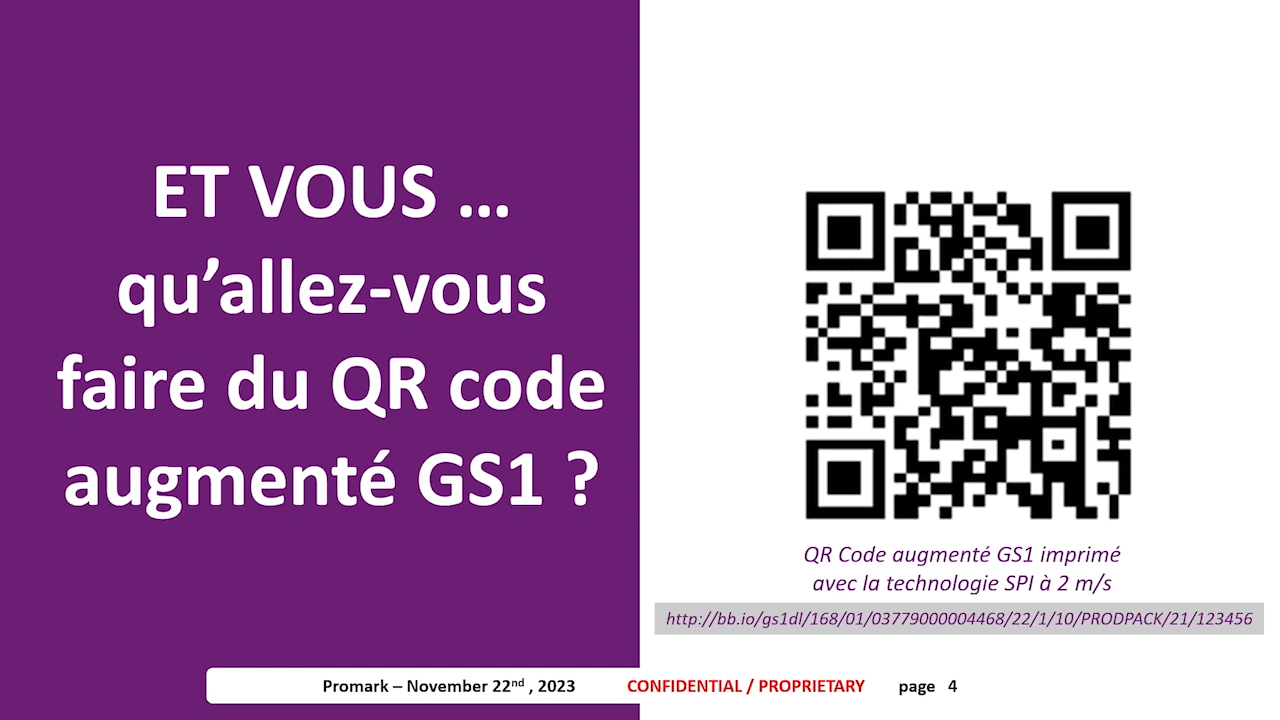 ET VOUS …
qu’allez-vous
faire du QR code
augmenté GS1 ?
QR Code augmenté GS1 imprimé
avec la technologie SPI à 2 m/s
http://bb.io/gs1dl/168/01/03779000004468/22/1/10/PRODPACK/21/123456
Promark – November 22nd , 2023 CONFIDENTIAL / PROPRIETARY page 4